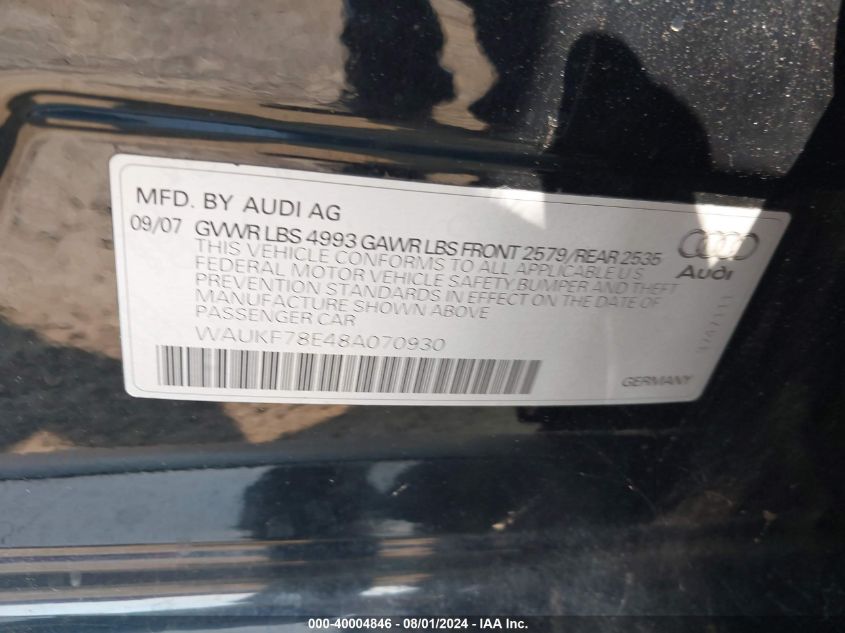 MFD. BY AUDI AG
09/07 GVWR LBS 4993 GAWR LBS FRONT 2579/REAR 2535
THIS VEHICLE CONFORMS TO ALL APPLICABLE U S
FEDERAL MOTOR VEHICLE SAFETY BUMPER AND THEFT
PREVENTION STANDARDS IN EFFECT ON THE DATE OF
MANUFACTURE SHOWN ABOVE
PASSENGER CAR
WAUKF78E48A070930
Audi
GERMANY
000-40004846 - 08/01/2024 - IAA Inc.